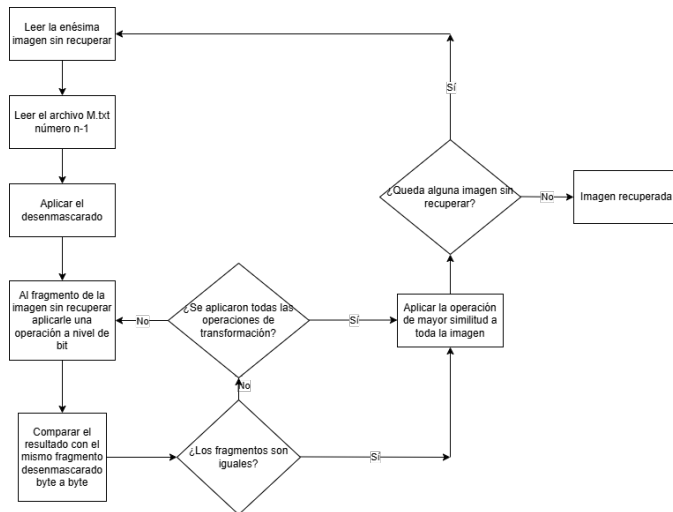 Leer la enésima
imagen sin recuperar
Leer el archivo M.txt
número n-1
Aplicar el
desenmascarado
Al fragmento de la
imagen sin recuperar
aplicarle una
operación a nivel de
bit
Comparar el
resultado con el
mismo fragmento
desenmascarado
byte a byte
¿Los fragmentos son
iguales?
No
Sí
¿Se aplicaron todas las
operaciones de
transformación?
No
Sí
Aplicar la operación
de mayor similitud a
toda la imagen
¿Queda alguna imagen sin
recuperar?
Sí
No
Imagen recuperada